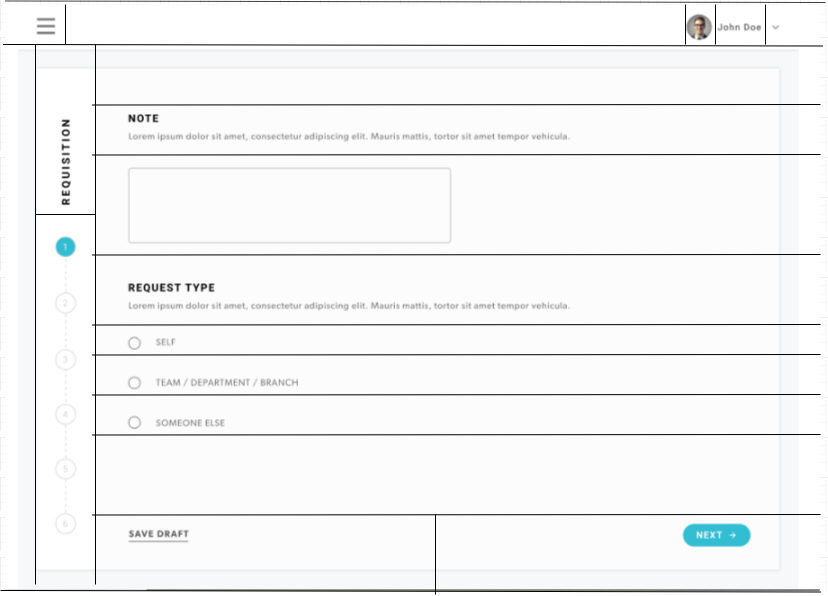 John Doe
REQUISITION
NOTE
Lorem ipsum dolor sit amet, consectetur adipiscing elit. Mauris mattis, tortor sit amet tempor vehicula.
1
2
3
4
5
6
REQUEST TYPE
Lorem ipsum dolor sit amet, consectetur adipiscing elit. Mauris mattis, tortor sit amet tempor vehicula.
SELF
TEAM / DEPARTMENT / BRANCH
SOMEONE ELSE
SAVE DRAFT
NEXT →